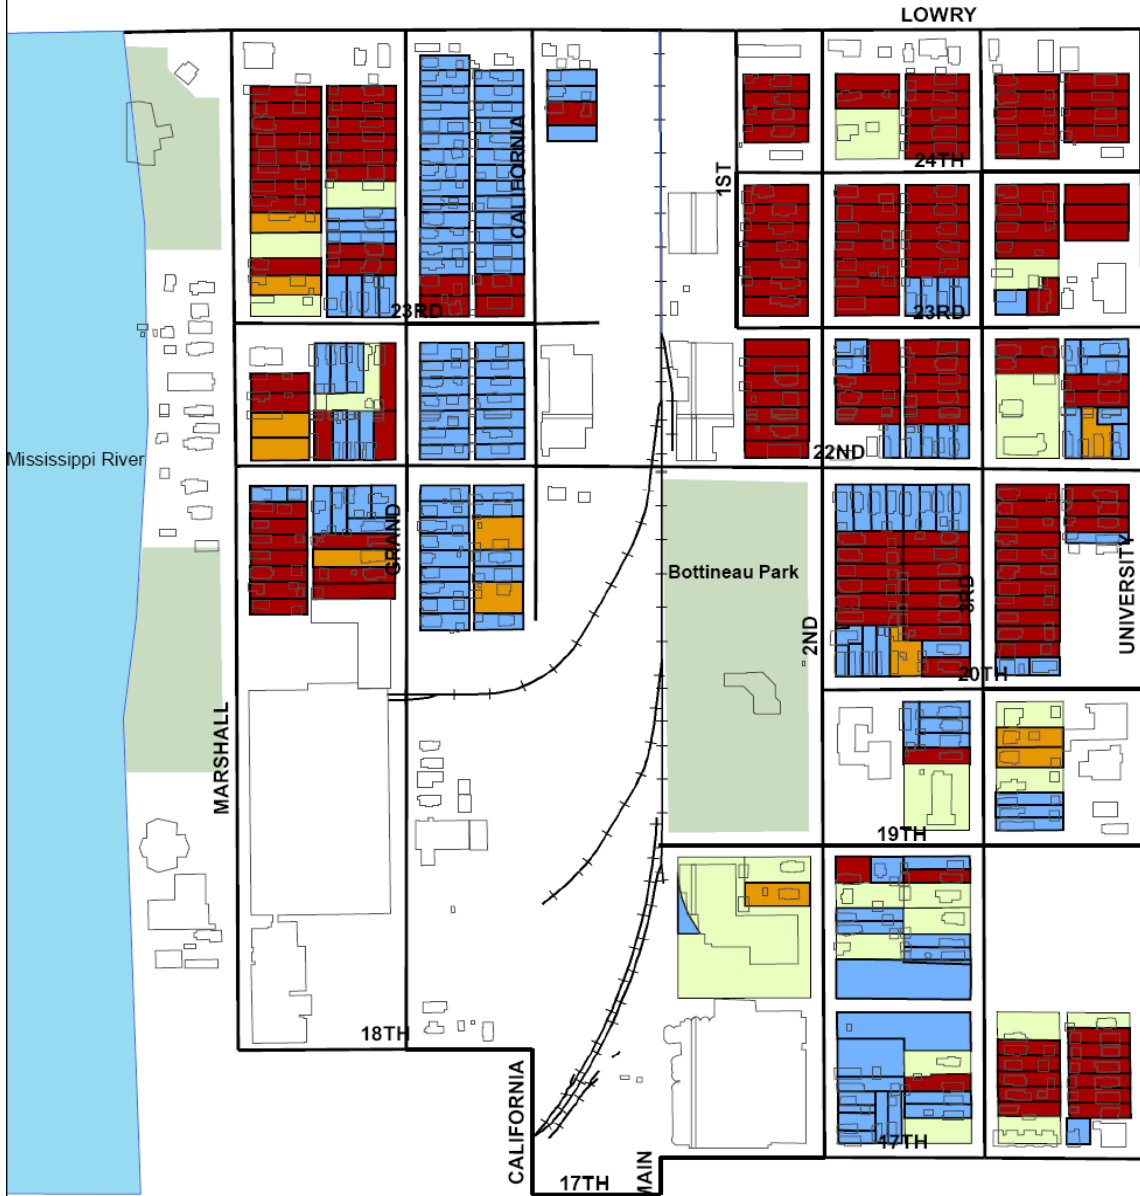 LOWRY
CALIFORNIA
24TH
1ST
23RD
23RD
22ND
Mississippi River
GRAND
Bottineau Park
3RD
UNIVERSITY
2ND
20TH
MARSHALL
19TH
18TH
CALIFORNIA
17TH
MAIN
17TH